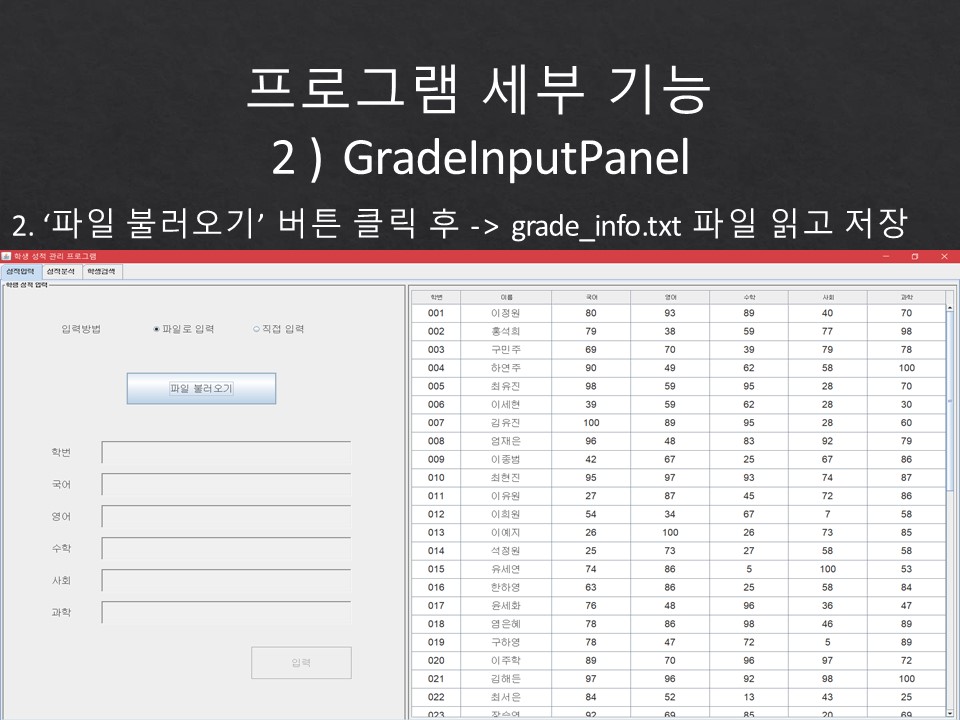 프로그램 세부 기능
2 ) GradeInputPanel
2. ‘파일 불러오기’ 버튼 클릭 후 -> grade_info.txt 파일 읽고 저장
학생 성적 관리 프로그램
성적입력 성적분석 학생검색
학생 성적 입력
입력방법 파일로 입력 직접 입력
파일 불러오기
학번
국어
영어
수학
사회
과학
입력
학번 이름 국어 영어 수학 사회 과학
001 이정원 80 93 89 40 70
002 홍석희 79 38 59 77 98
003 구민주 69 70 39 79 78
004 하연주 90 49 62 58 100
005 최유진 98 59 95 28 70
006 이세현 39 59 62 28 30
007 김유진 100 89 95 28 60
008 엄재은 96 48 83 92 79
009 이종범 42 67 25 67 86
010 최현진 95 97 93 74 87
011 이유원 27 87 45 72 86
012 이희원 54 34 67 7 58
013 이예지 26 100 26 73 85
014 석정원 25 73 27 58 58
015 유세연 74 86 5 100 53
016 한하영 63 86 25 58 84
017 윤세화 76 48 96 36 47
018 염은혜 78 86 98 46 89
019 구하영 78 47 72 5 89
020 이주학 89 70 96 97 72
021 김해든 97 96 92 98 100
022 최서은 84 52 13 43 25
023 장승연 92 69 85 20 69